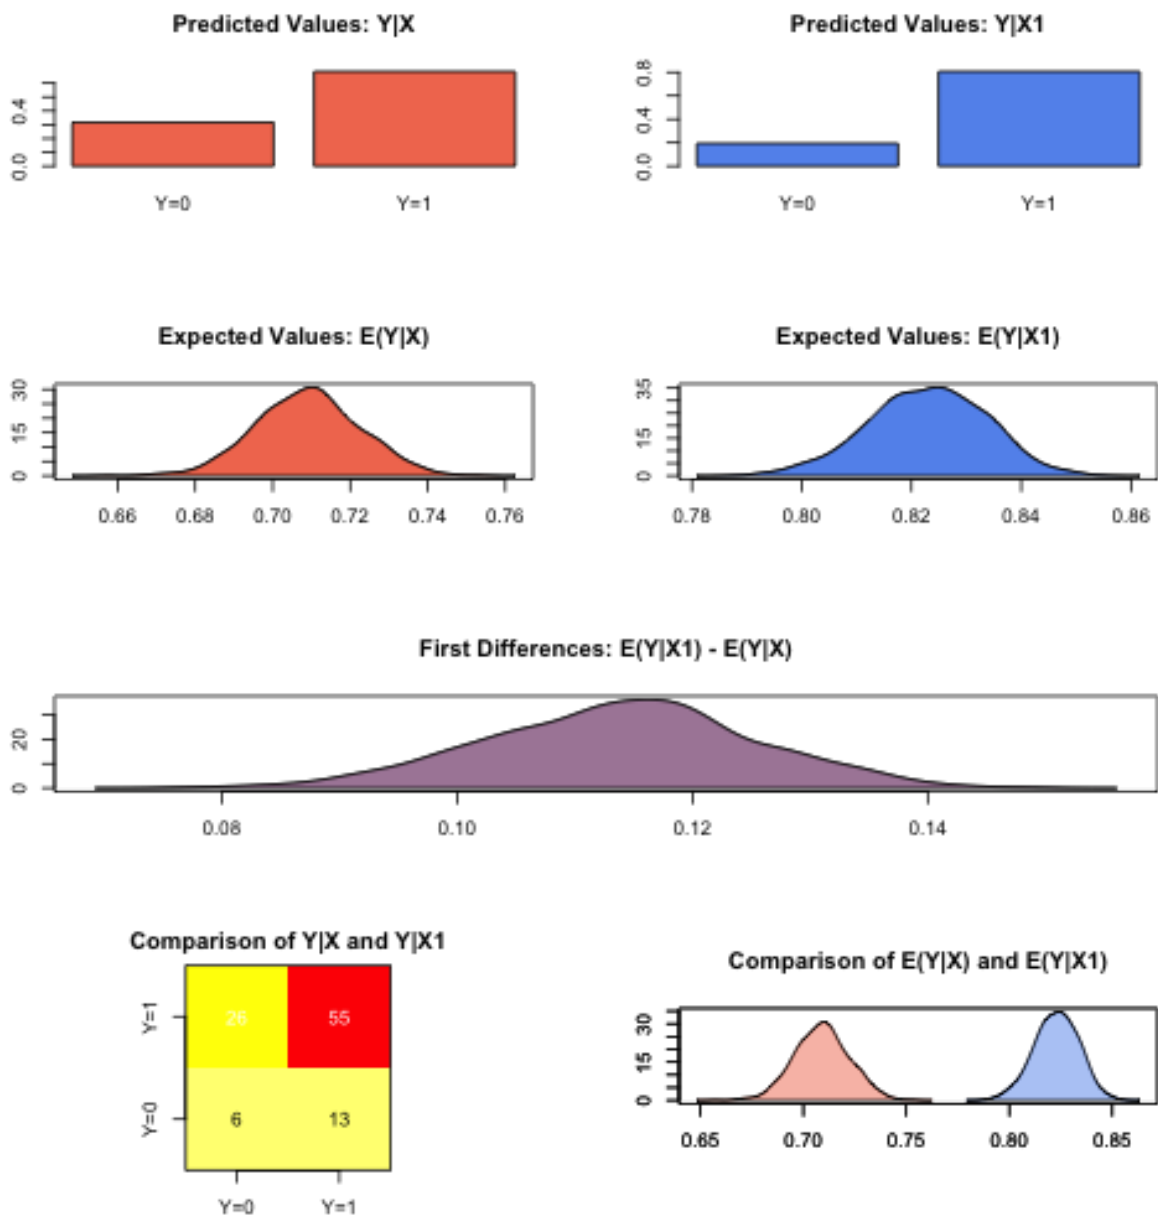 Predicted Values: Y|X
0.4
0.0
Y=0 Y=1
Predicted Values: Y|X1
0.8
0.4
0.0
Y=0 Y=1
Expected Values: E(Y|X)
30
15
0
0.66 0.68 0.70 0.72 0.74 0.76
Expected Values: E(Y|X1)
35
15
0
0.78 0.80 0.82 0.84 0.86
First Differences: E(Y|X1) - E(Y|X)
20
0
0.08 0.10 0.12 0.14
Comparison of Y|X and Y|X1
Y=1
26 55
Y=0
6 13
Y=0 Y=1
Comparison of E(Y|X) and E(Y|X1)
30
15
0
0.65 0.70 0.75 0.80 0.85